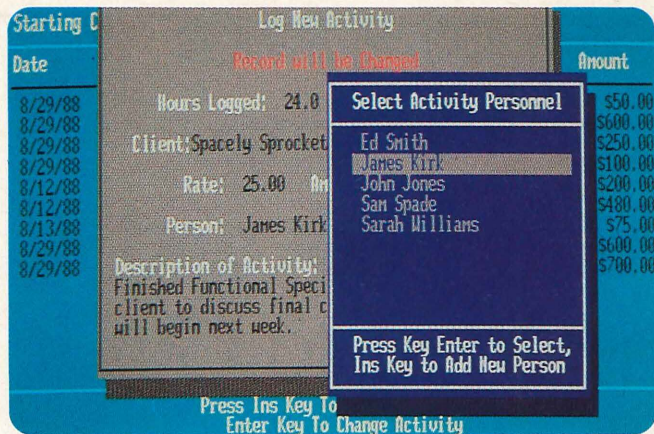 Starting C
Log New Activity
Date
Record will be Changed
Amount
Hours Logged: 24.0
Select Activity Personnel
Client:Spacely Sprocket
Rate: 25.00 Am
Person: James Kirk
Description of Activity:
Finished Functional Speci
client to discuss final c
will begin next week.
Ed Smith
James Kirk
John Jones
Sam Spade
Sarah Williams
Press Key Enter to Select,
Ins Key to Add New Person
8/29/88
8/29/88
8/29/88
8/29/88
8/12/88
8/12/88
8/13/88
8/29/88
8/29/88
$50.00
$600.00
$250.00
$100.00
$200.00
$480.00
$75.00
$600.00
$700.00
Press Ins Key To
Enter Key To Change Activity